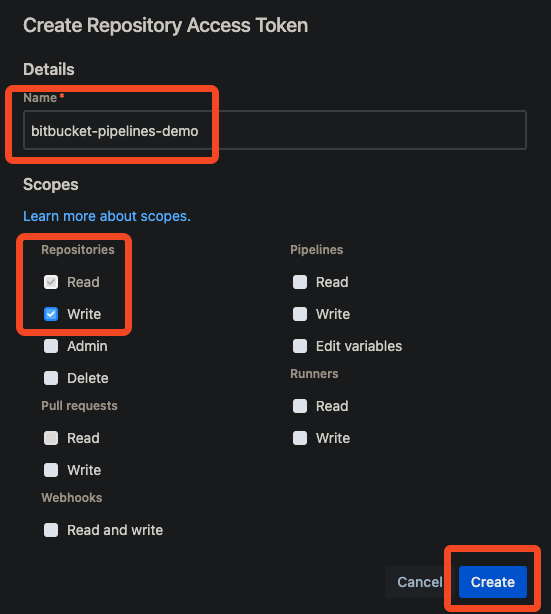 Create Repository Access Token
Details
Name *
bitbucket-pipelines-demo
Scopes
Learn more about scopes.
Repositories
Read
Write
Admin
Delete
Pull requests
Read
Write
Webhooks
Read and write
Pipelines
Read
Write
Edit variables
Runners
Read
Write
Cancel
Create